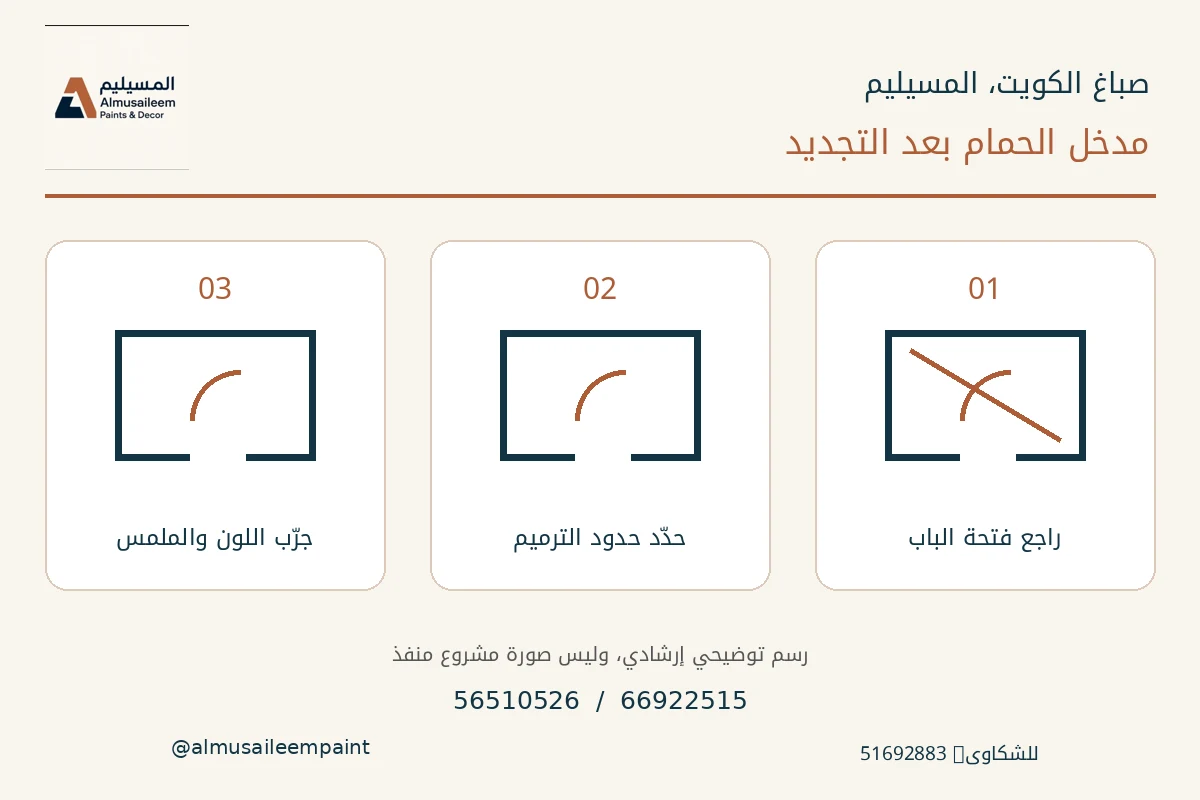 صباغ الكويت، المسيليم
مدخل الحمام بعد التجديد
المسيليم
Almusaileem
Paints & Decor
01
راجع فتحة الباب
02
حدّد حدود الترميم
03
جرّب اللون والملمس
رسم توضيحي إرشادي، وليس صورة مشروع منفذ
56510526 / 66922515
للشكاوى 51692883
@almusaileempaint